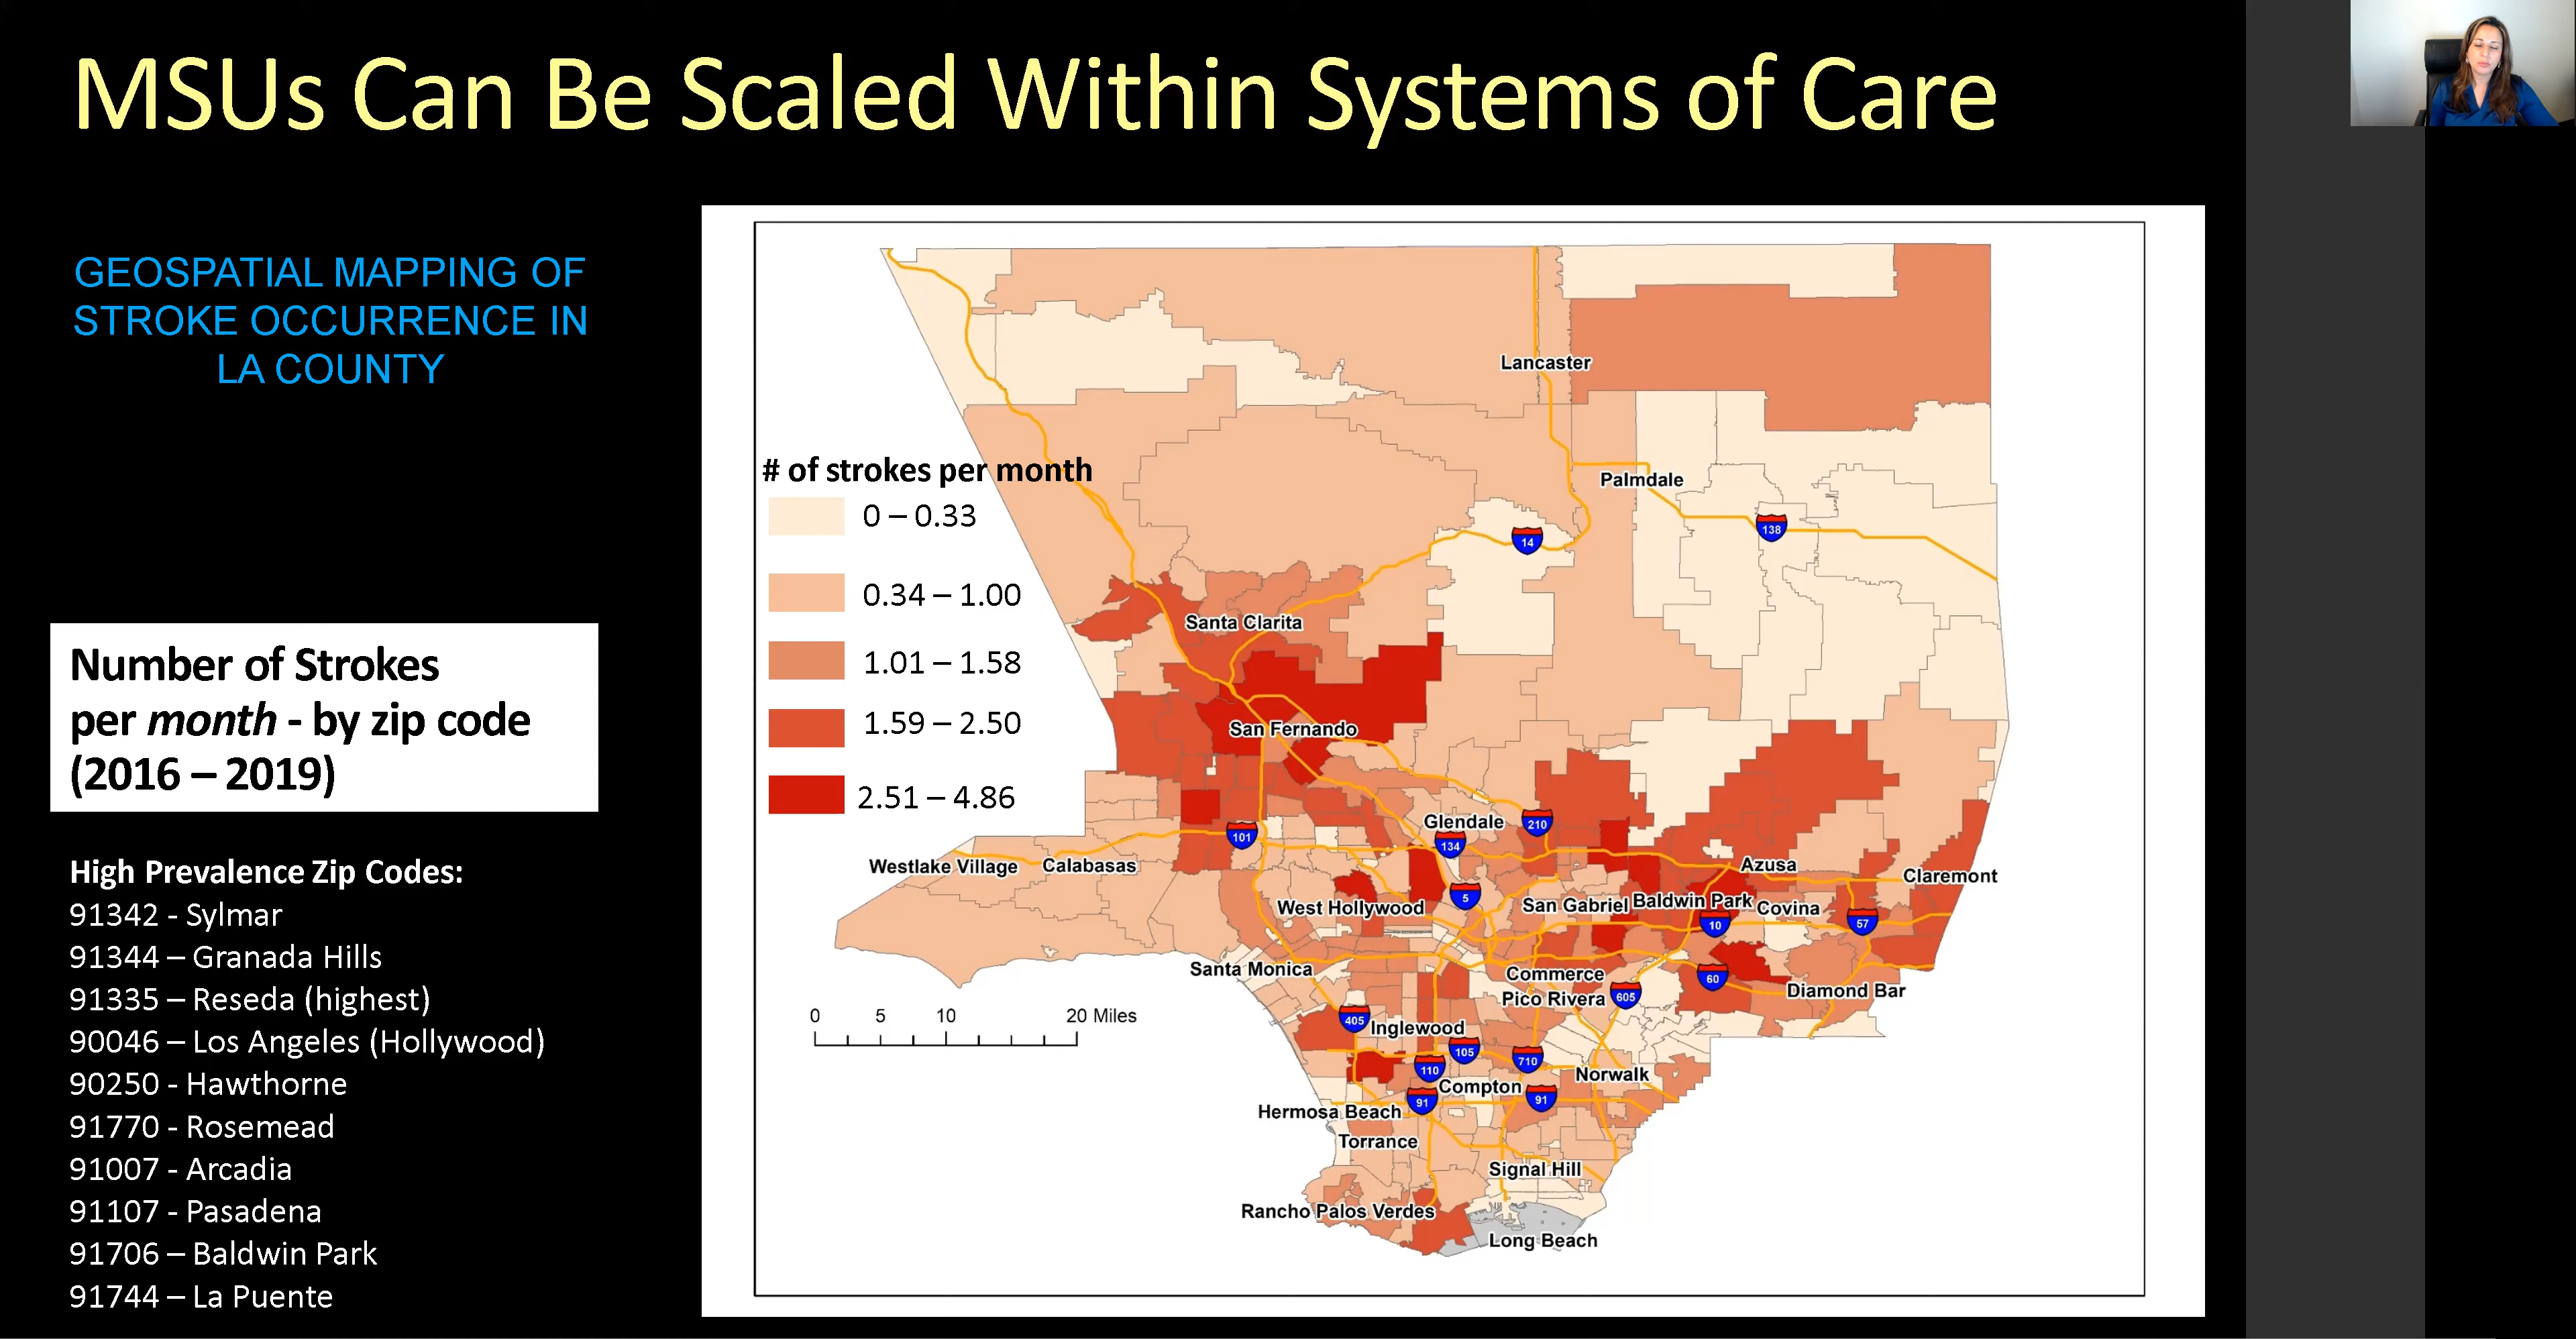 MSUs Can Be Scaled Within Systems of Care
GEOSPATIAL MAPPING OF
STROKE OCCURRENCE IN
LA COUNTY
Number of Strokes
per month - by zip code
(2016 – 2019)
High Prevalence Zip Codes:
91342 - Sylmar
91344 – Granada Hills
91335 – Reseda (highest)
90046 – Los Angeles (Hollywood)
90250 - Hawthorne
91770 - Rosemead
91007 - Arcadia
91107 - Pasadena
91706 – Baldwin Park
91744 – La Puente
# of strokes per month
0 – 0.33
0.34 – 1.00
1.01 – 1.58
1.59 – 2.50
2.51 – 4.86
Lancaster
Palmdale
138
14
Santa Clarita
San Fernando
Glendale
210
101
134
Westlake Village
Calabasas
Azusa
Claremont
5
West Hollywood
San Gabriel
Baldwin Park
Covina
10
57
Santa Monica
Commerce
60
Diamond Bar
Pico Rivera
605
0 5 10 20 Miles
405
Inglewood
105
710
110
Norwalk
Compton
91
91
Hermosa Beach
Torrance
Signal Hill
Rancho Palos Verdes
Long Beach